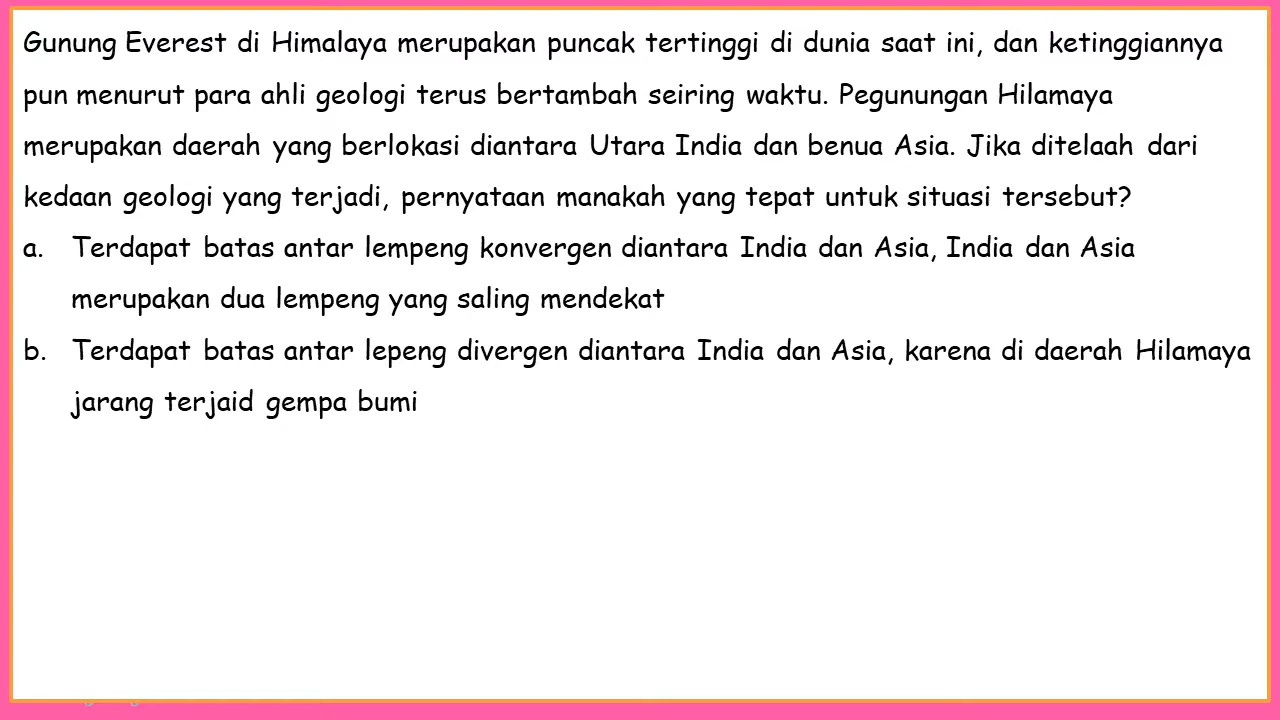 Gunung Everest di Himalaya merupakan puncak tertinggi di dunia saat ini, dan ketinggiannya
pun menurut para ahli geologi terus bertambah seiring waktu. Pegunungan Hilamaya
merupakan daerah yang berlokasi diantara Utara India dan benua Asia. Jika ditelaah dari
kedaan geologi yang terjadi, pernyataan manakah yang tepat untuk situasi tersebut?
a. Terdapat batas antar lempeng konvergen diantara India dan Asia, India dan Asia
merupakan dua lempeng yang saling mendekat
b. Terdapat batas antar lepeng divergen diantara India dan Asia, karena di daerah Hilamaya
jarang terjaid gempa bumi